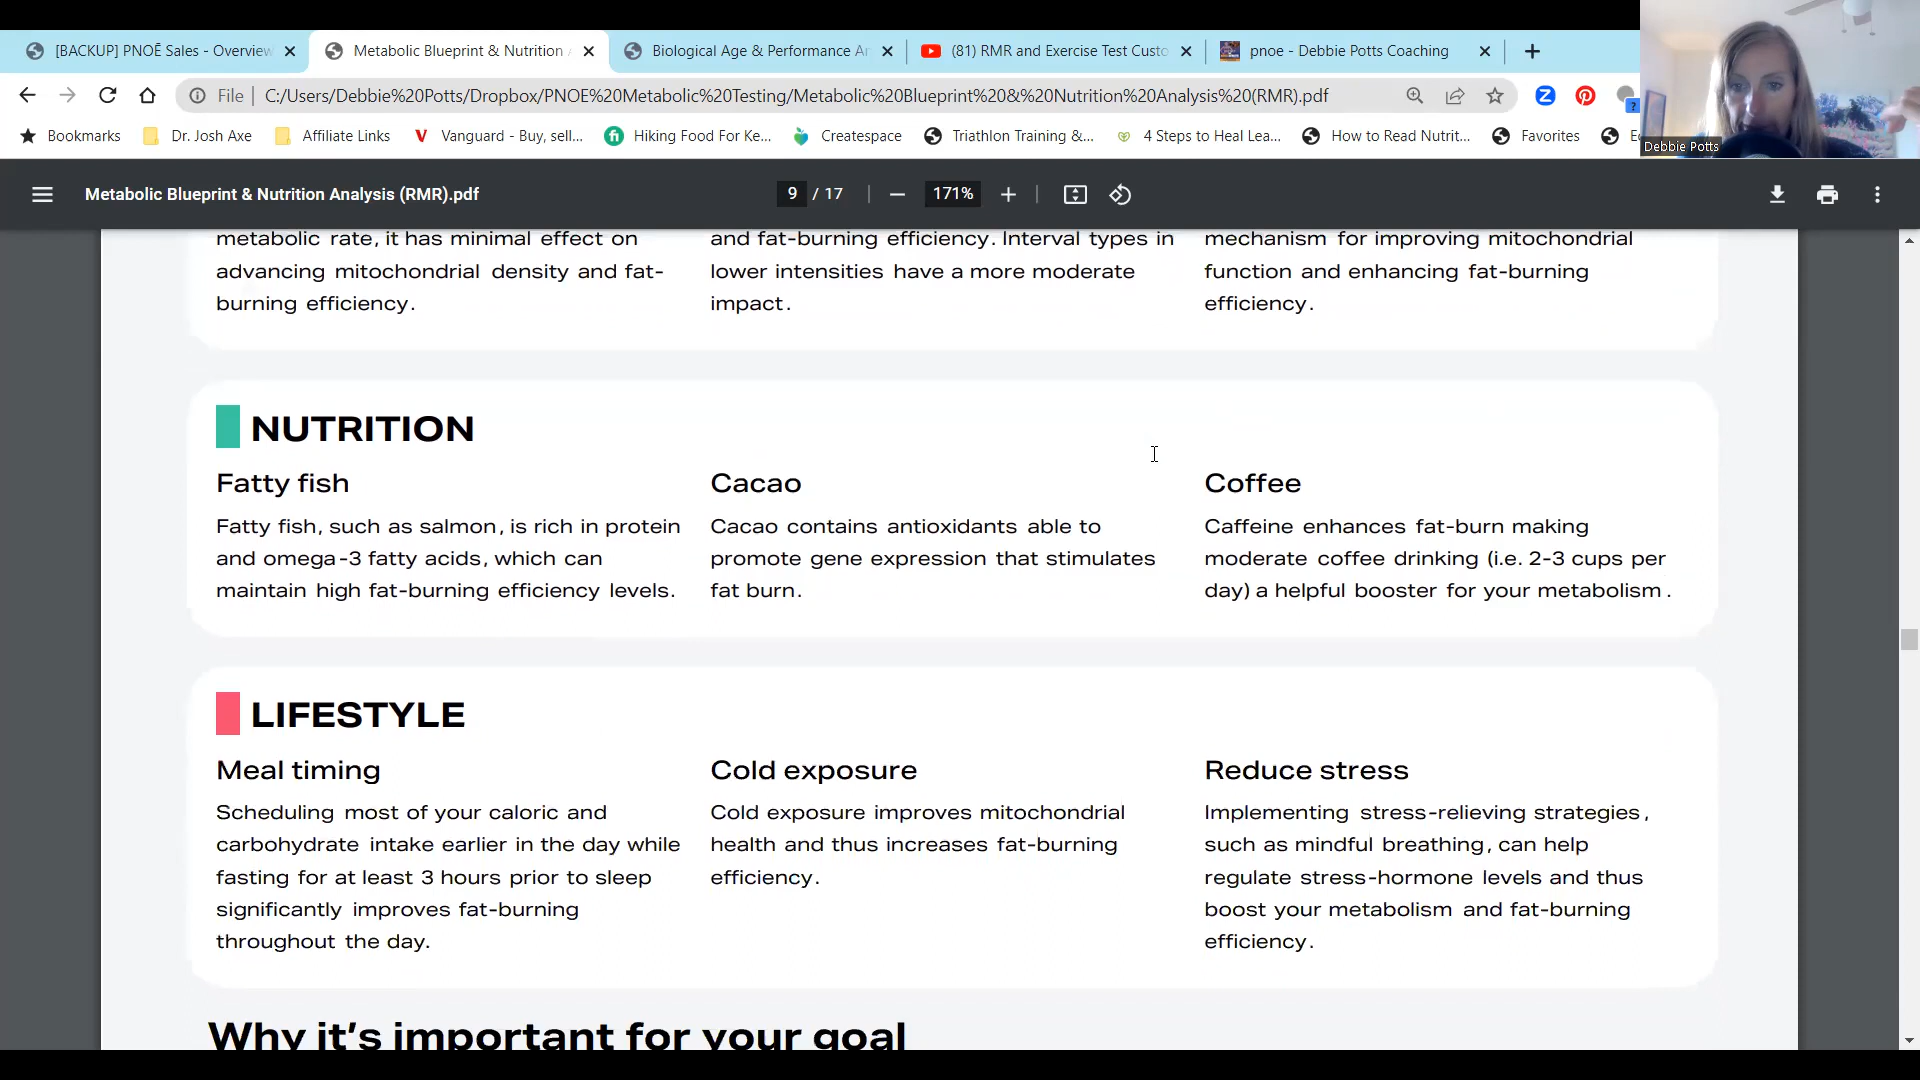 [BACKUP] PNOĒ Sales - Overview
Metabolic Blueprint & Nutrition
Biological Age & Performance
(81) RMR and Exercise Test Custo
pnoe - Debbie Potts Coaching
File
C:/Users/Debbie%20Potts/Dropbox/PNOE%20Metabolic%20Testing/Metabolic%20Blueprint%20&%20Nutrition%20Analysis%20(RMR).pdf
Bookmarks
Dr. Josh Axe
Affiliate Links
Vanguard - Buy, sell...
Hiking Food For Ke...
Createspace
Triathlon Training &...
4 Steps to Heal Lea...
How to Read Nutrit...
Favorites
Debbie Potts
Metabolic Blueprint & Nutrition Analysis (RMR).pdf
9 / 17
171%
metabolic rate, it has minimal effect on
advancing mitochondrial density and fat-
burning efficiency.
and fat-burning efficiency. Interval types in
lower intensities have a more moderate
impact.
mechanism for improving mitochondrial
function and enhancing fat-burning
efficiency.
NUTRITION
Fatty fish
Fatty fish, such as salmon, is rich in protein
and omega-3 fatty acids, which can
maintain high fat-burning efficiency levels.
Cacao
Cacao contains antioxidants able to
promote gene expression that stimulates
fat burn.
Coffee
Caffeine enhances fat-burn making
moderate coffee drinking (i.e. 2-3 cups per
day) a helpful booster for your metabolism.
LIFESTYLE
Meal timing
Scheduling most of your caloric and
carbohydrate intake earlier in the day while
fasting for at least 3 hours prior to sleep
significantly improves fat-burning
throughout the day.
Cold exposure
Cold exposure improves mitochondrial
health and thus increases fat-burning
efficiency.
Reduce stress
Implementing stress-relieving strategies,
such as mindful breathing, can help
regulate stress-hormone levels and thus
boost your metabolism and fat-burning
efficiency.
Why it's important for your goal